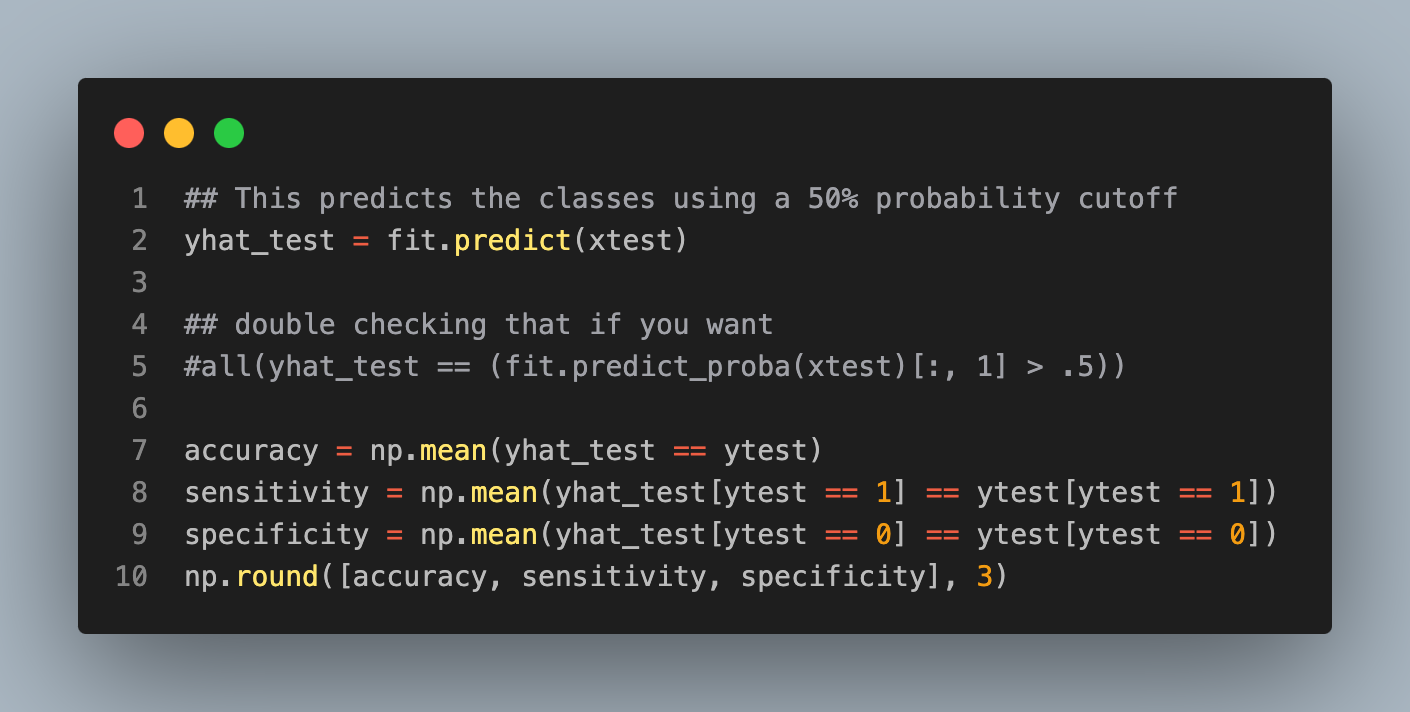 1 ## This predicts the classes using a 50% probability cutoff
2 yhat_test = fit.predict(xtest)
3
4 ## double checking that if you want
5 #all(yhat_test == (fit.predict_proba(xtest)[:, 1] > .5))
6
7 accuracy = np.mean(yhat_test == ytest)
8 sensitivity = np.mean(yhat_test[ytest == 1] == ytest[ytest == 1])
9 specificity = np.mean(yhat_test[ytest == 0] == ytest[ytest == 0])
10 np.round([accuracy, sensitivity, specificity], 3)